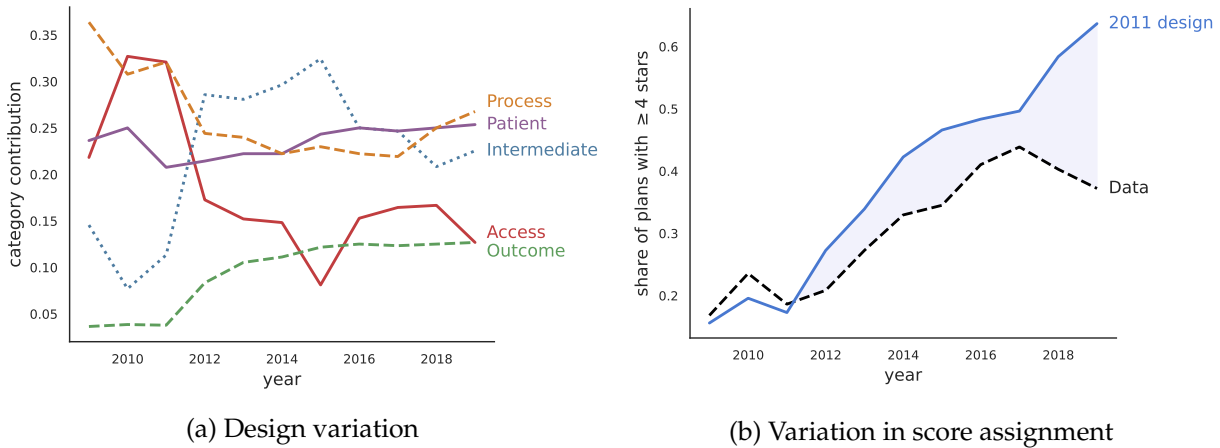 category contribution
0.35
0.30
0.25
0.20
0.15
0.10
0.05
Process
Patient
Intermediate
Access
Outcome
2010 2012 2014 2016 2018
year
(a) Design variation
share of plans with ≥4 stars
0.6
0.5
0.4
0.3
0.2
2011 design
Data
2010 2012 2014 2016 2018
year
(b) Variation in score assignment